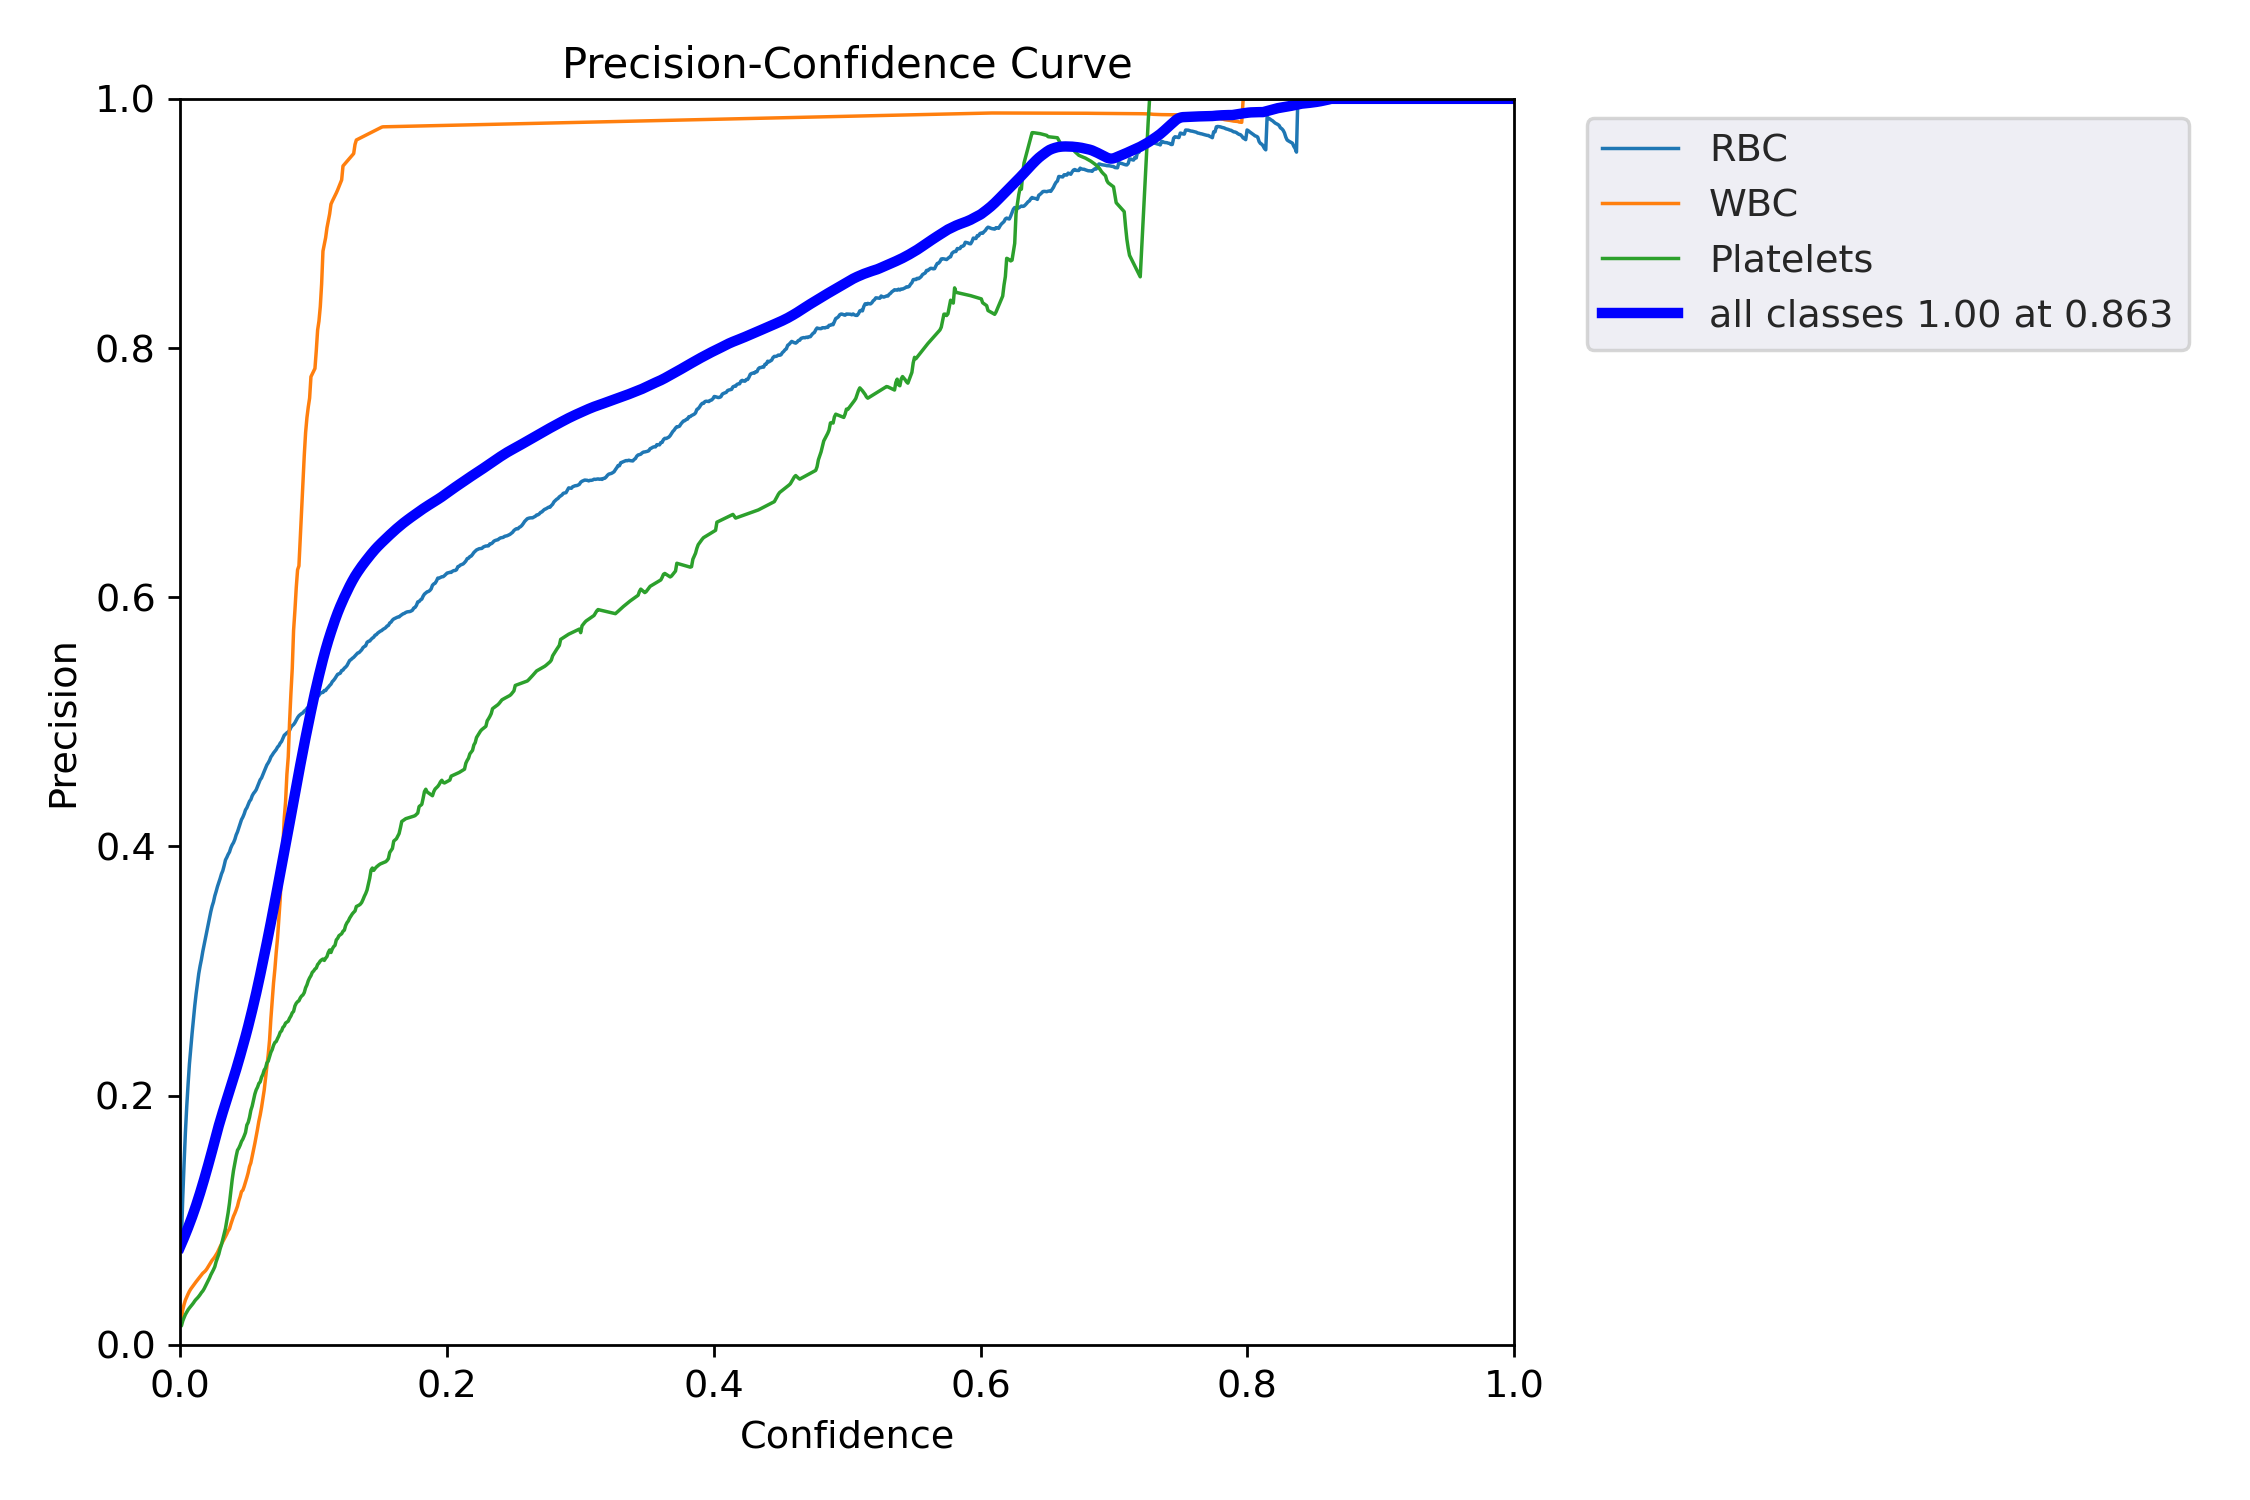 Precision-Confidence Curve
1.0
0.8
0.6
0.4
0.2
0.0
Precision
0.0 0.2 0.4 0.6 0.8 1.0
Confidence
RBC
WBC
Platelets
all classes 1.00 at 0.863